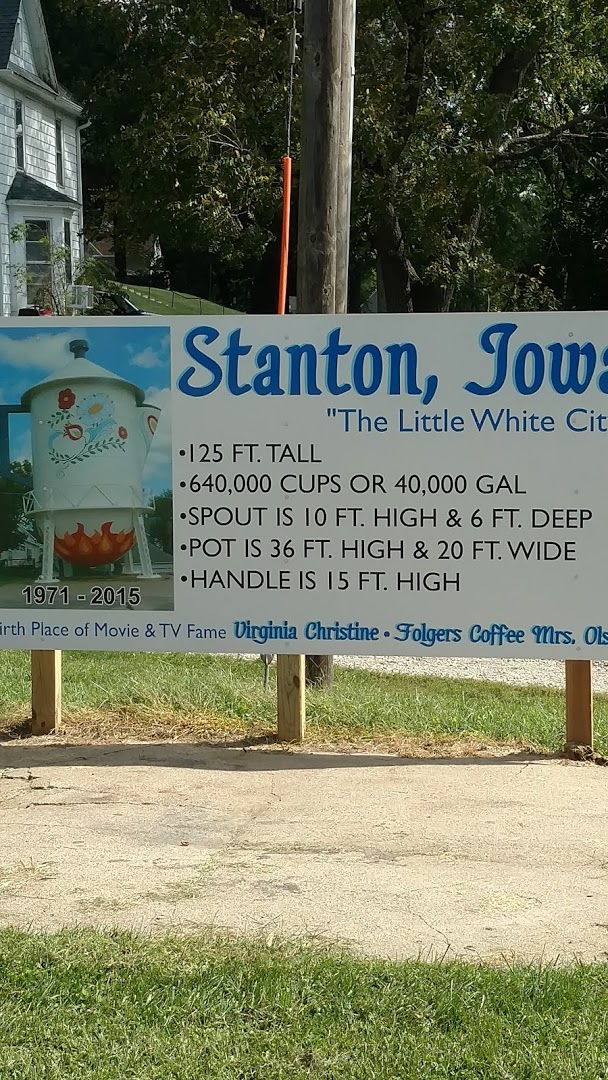 Stanton, Iowa
"The Little White Cit
•125 FT. TALL
•640,000 CUPS OR 40,000 GAL
•SPOUT IS 10 FT. HIGH & 6 FT. DEEP
•POT IS 36 FT. HIGH & 20 FT. WIDE
•HANDLE IS 15 FT. HIGH
1971 - 2015
irth Place of Movie & TV Fame Virginia Christine • Folgers Coffee Mrs. Ols